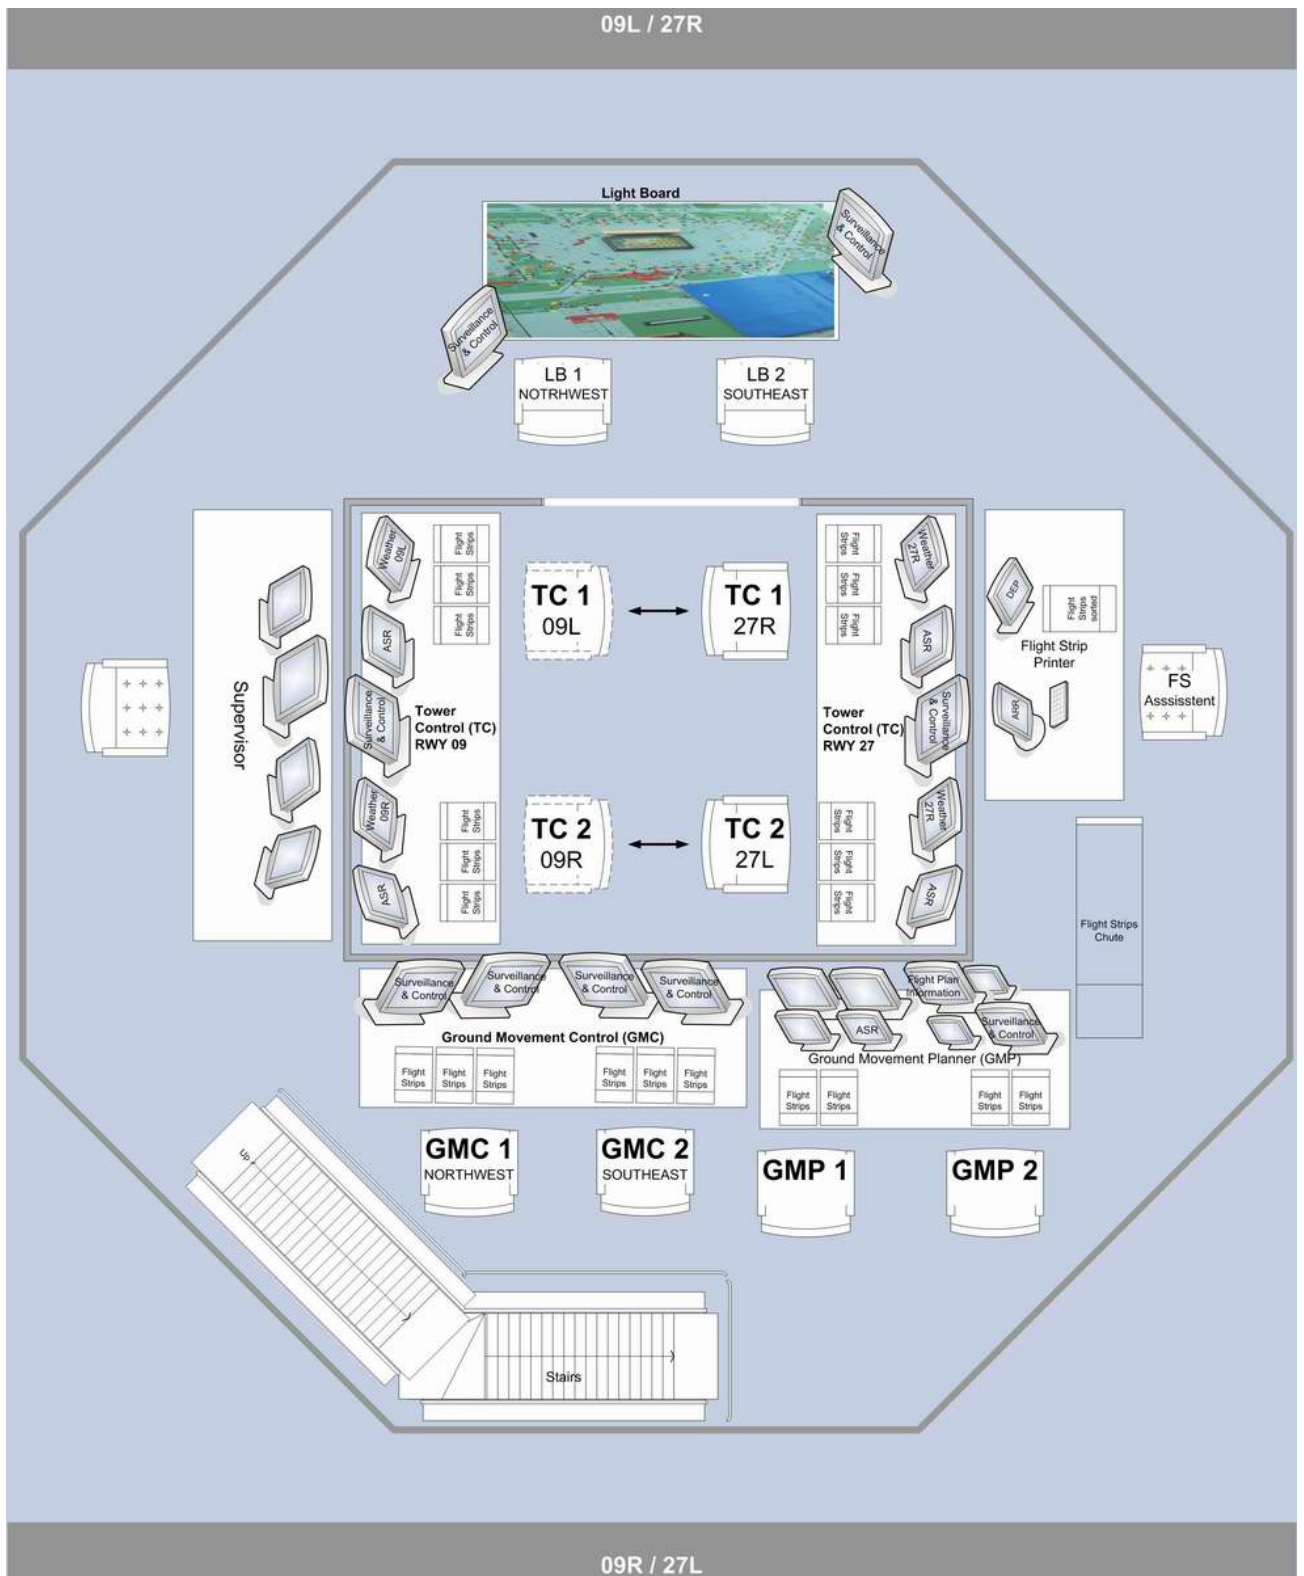 09L / 27R
Light Board
Surveillance
& Control
Surveillance
& Control
LB 1
NOTRHWEST
LB 2
SOUTHEAST
Supervisor
Weather
09L
ASR
Surveillance
& Control
Weather
09R
ASR
Flight
Strips
Flight
Strips
Flight
Strips
Tower
Control (TC)
RWY 09
Flight
Strips
Flight
Strips
Flight
Strips
TC 1
09L
TC 1
27R
TC 2
09R
TC 2
27L
Flight
Strips
Flight
Strips
Flight
Strips
Tower
Control (TC)
RWY 27
Flight
Strips
Flight
Strips
Flight
Strips
Weather
27R
ASR
Surveillance
& Control
Weather
27R
ASR
DEP
Flight
Strips
sorted
Flight Strip
Printer
ARR
FS
Asssisstent
Flight Strips
Chute
Surveillance
& Control
Surveillance
& Control
Surveillance
& Control
Surveillance
& Control
Ground Movement Control (GMC)
Flight
Strips
Flight
Strips
Flight
Strips
Flight
Strips
Flight
Strips
Flight
Strips
Flight Plan
Information
ASR
Surveillance
& Control
Ground Movement Planner (GMP)
Flight
Strips
Flight
Strips
Flight
Strips
Flight
Strips
GMC 1
NORTHWEST
GMC 2
SOUTHEAST
GMP 1
GMP 2
Up
Stairs
09R / 27L